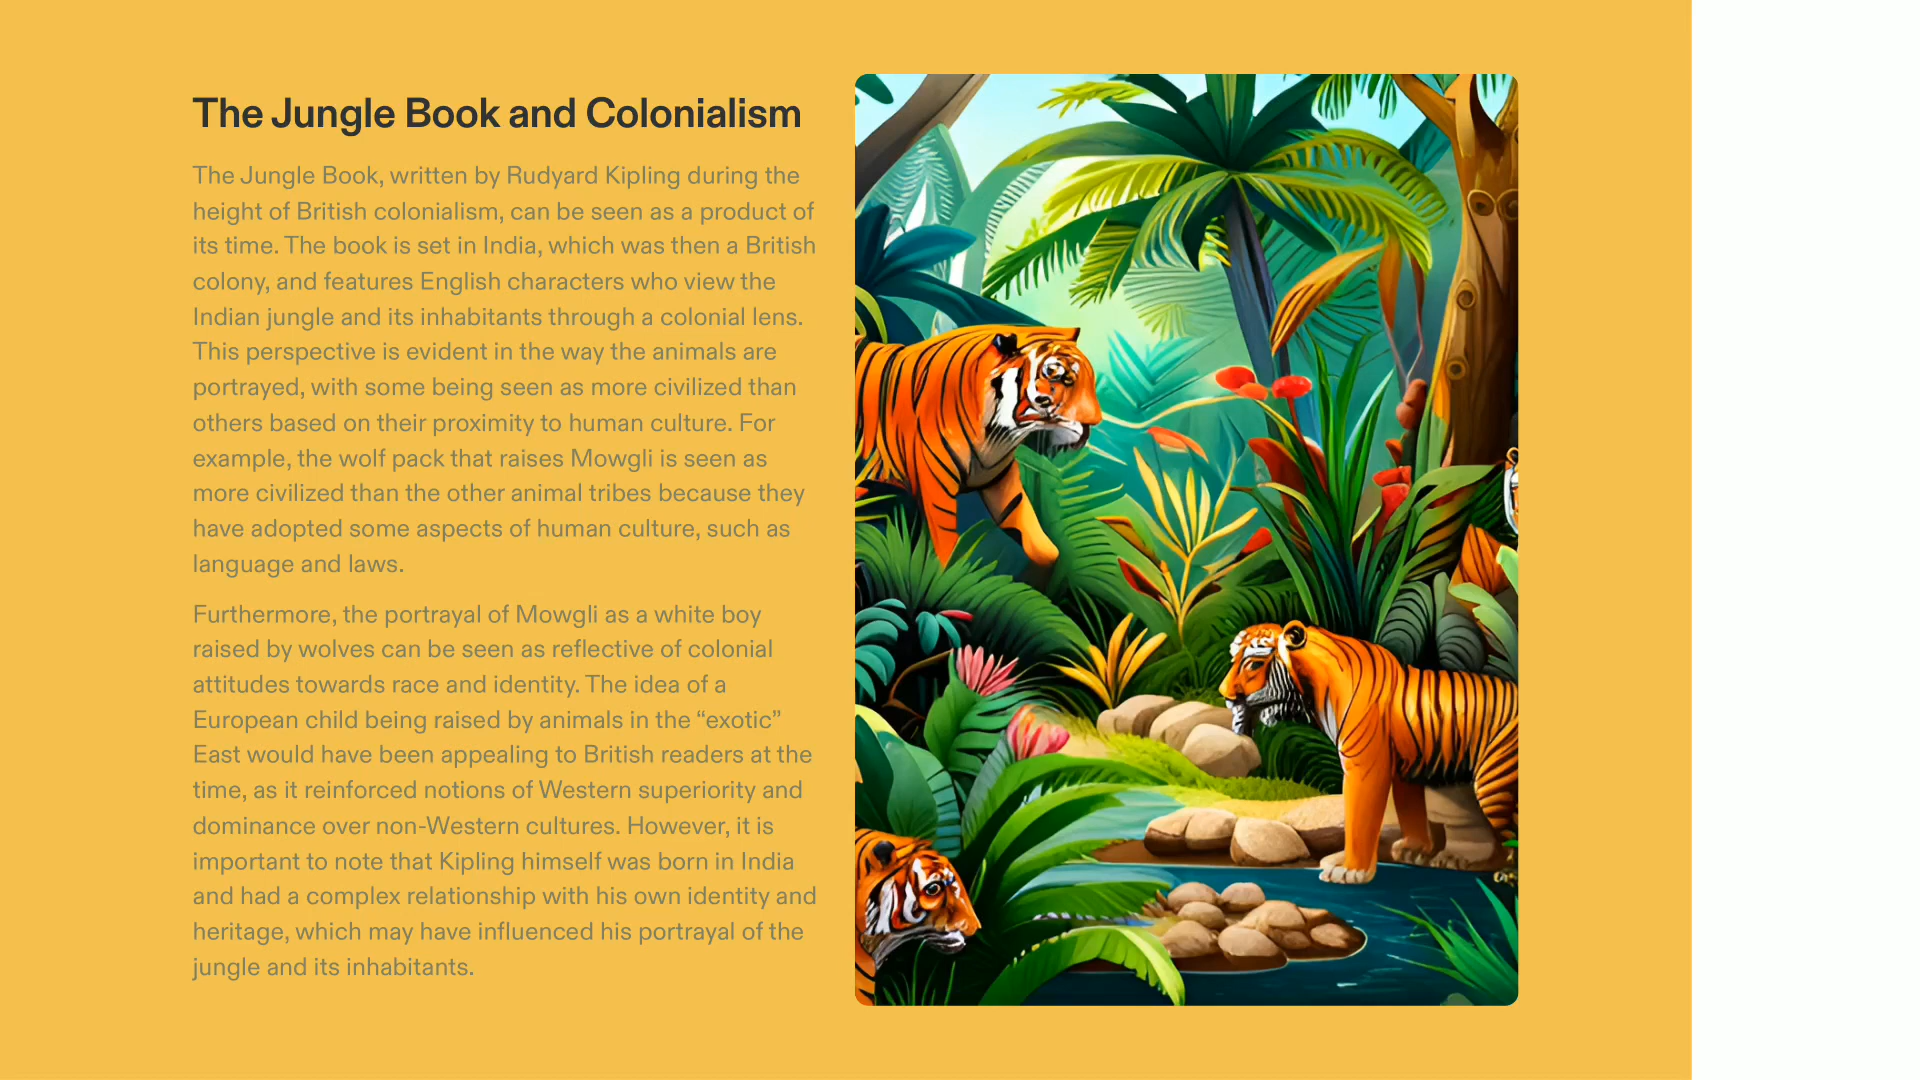 The Jungle Book and Colonialism
The Jungle Book, written by Rudyard Kipling during the
height of British colonialism, can be seen as a product of
its time. The book is set in India, which was then a British
colony, and features English characters who view the
Indian jungle and its inhabitants through a colonial lens.
This perspective is evident in the way the animals are
portrayed, with some being seen as more civilized than
others based on their proximity to human culture. For
example, the wolf pack that raises Mowgli is seen as
more civilized than the other animal tribes because they
have adopted some aspects of human culture, such as
language and laws.
Furthermore, the portrayal of Mowgli as a white boy
raised by wolves can be seen as reflective of colonial
attitudes towards race and identity. The idea of a
European child being raised by animals in the “exotic”
East would have been appealing to British readers at the
time, as it reinforced notions of Western superiority and
dominance over non-Western cultures. However, it is
important to note that Kipling himself was born in India
and had a complex relationship with his own identity and
heritage, which may have influenced his portrayal of the
jungle and its inhabitants.